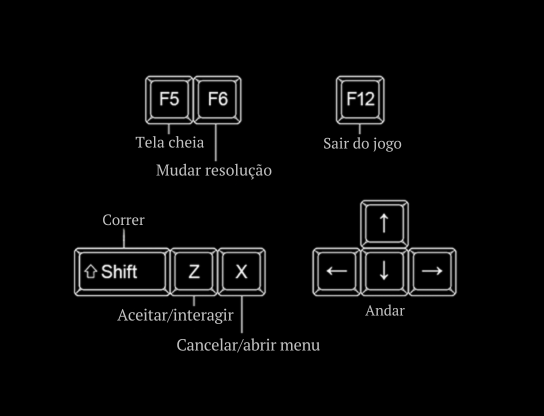 F5 F6 F12
Tela cheia
Sair do jogo
Mudar resolução
Correr
↑
⇧ Shift Z X ← ↓ →
Aceitar/interagir
Andar
Cancelar/abrir menu